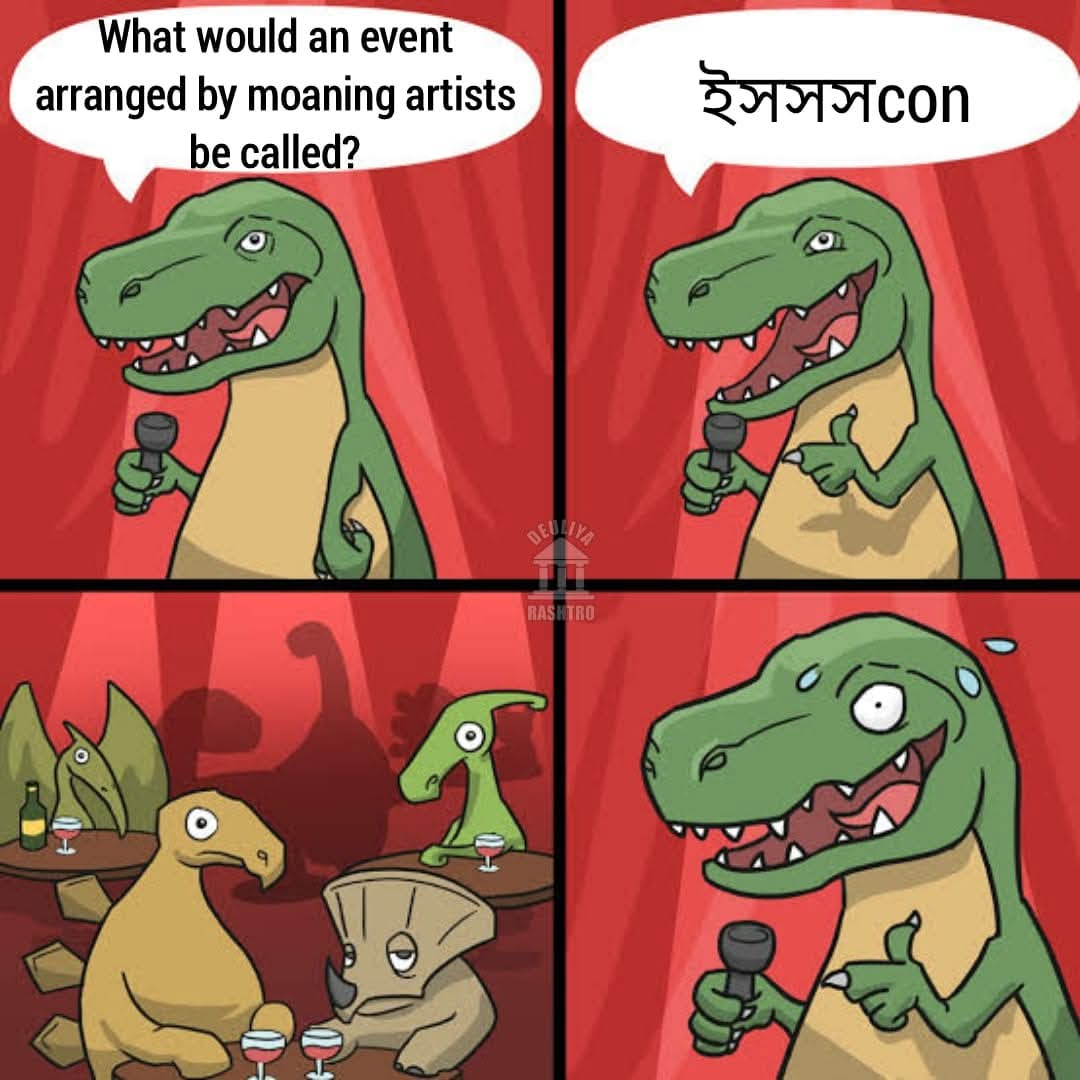 What would an event
arranged by moaning artists
be called?
ইসসসcon
DEULIYA
RASHTRO